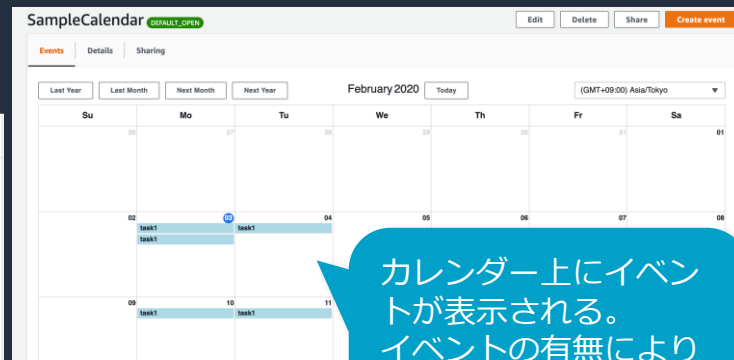 SampleCalendar DEFAULT_OPEN
Edit Delete Share Create event
Events Details Sharing
Last Year Last Month Next Month Next Year February 2020 Today (GMT+09:00) Asia/Tokyo
Su Mo Tu We Th Fr Sa
26 27 28 29 30 31 01
02 03 04 05 06 07 08
task1 task1
task1
09 10 11
task1 task1
カレンダー上にイベン
トが表示される。
イベントの有無により